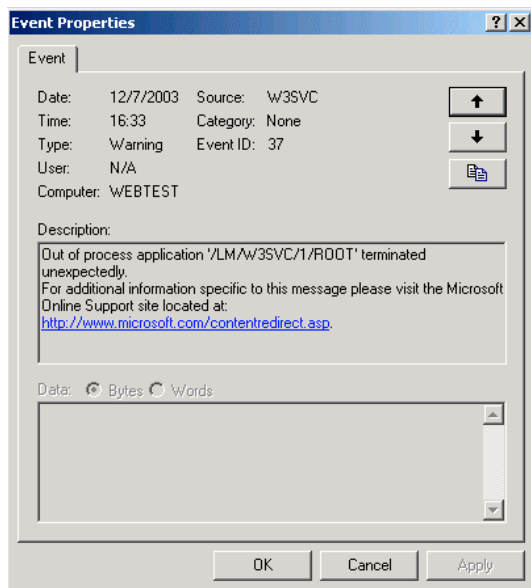 Event Properties
Event
Date: 12/7/2003 Source: W3SVC
Time: 16:33 Category: None
Type: Warning Event ID: 37
User: N/A
Computer: WEBTEST
Description:
Out of process application '/LM/W3SVC/1/ROOT' terminated
unexpectedly.
For additional information specific to this message please visit the Microsoft
Online Support site located at:
http://www.microsoft.com/contentredirect.asp.
Data: Bytes Words
OK Cancel Apply